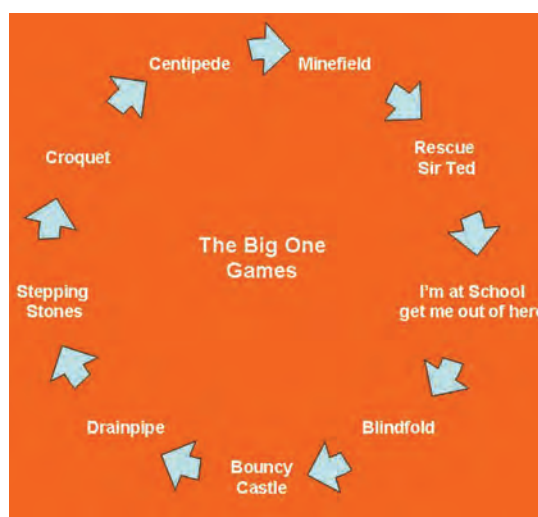 Centipede
Minefield
Rescue
Sir Ted
I'm at School
get me out of here
Blindfold
Bouncy
Castle
Drainpipe
Stepping
Stones
Croquet
The Big One
Games